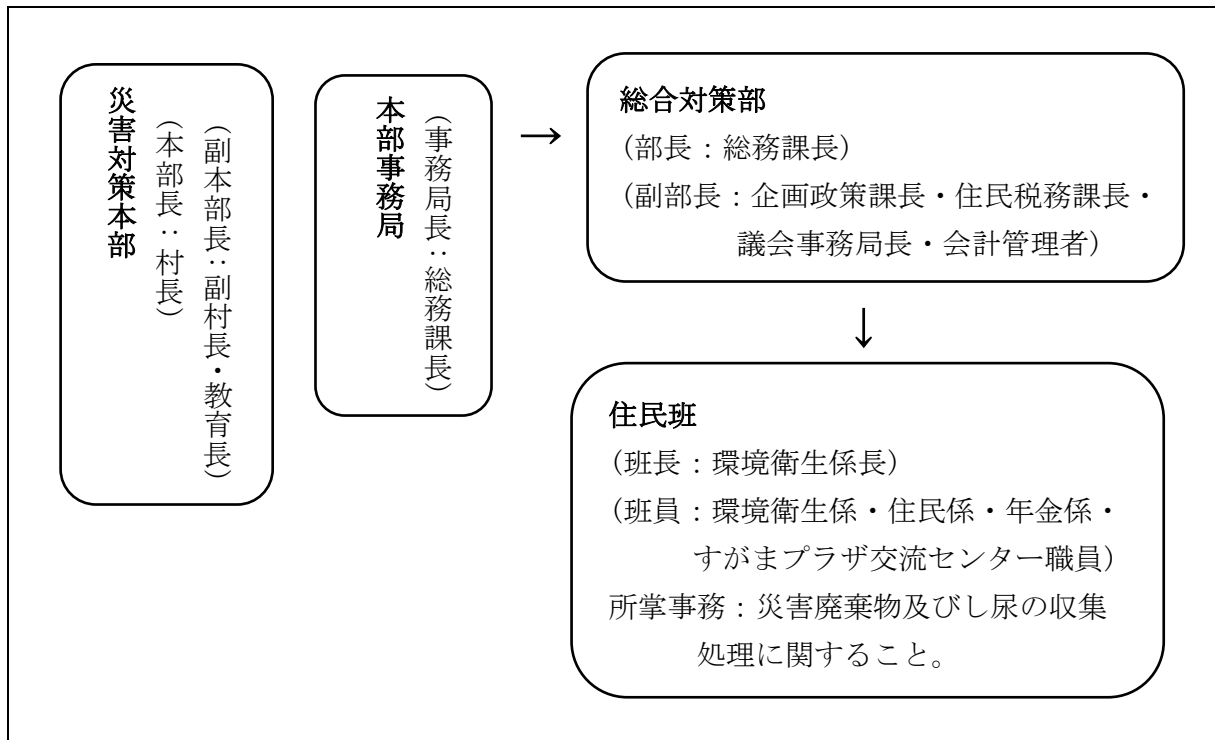 災害対策本部
（本部長：村長）
（副本部長：副村長・教育長）
本部事務局
（事務局長：総務課長）
→
総合対策部
（部長：総務課長）
（副部長：企画政策課長・住民税務課長・
議会事務局長・会計管理者）
↓
住民班
（班長：環境衛生係長）
（班員：環境衛生係・住民係・年金係・
すがまプラザ交流センター職員）
所掌事務：災害廃棄物及びし尿の収集
処理に関すること。